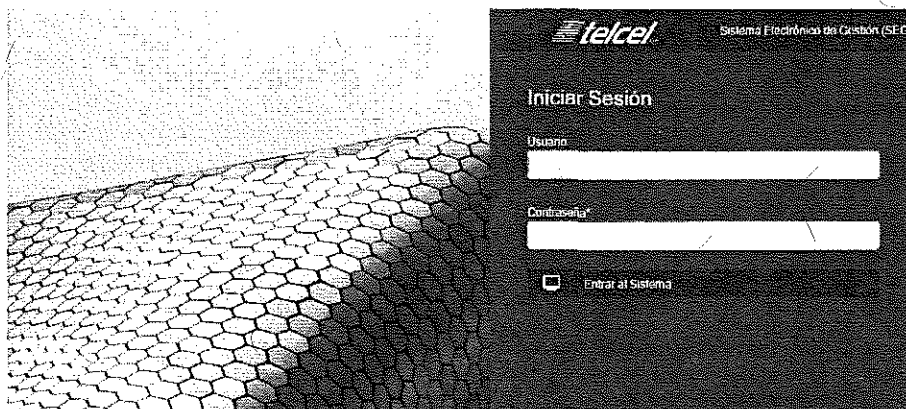 telcel
Sistema Electrónico de Gestión (SEG
Iniciar Sesión
Usuario
Contraseña*
Entrar al Sistema